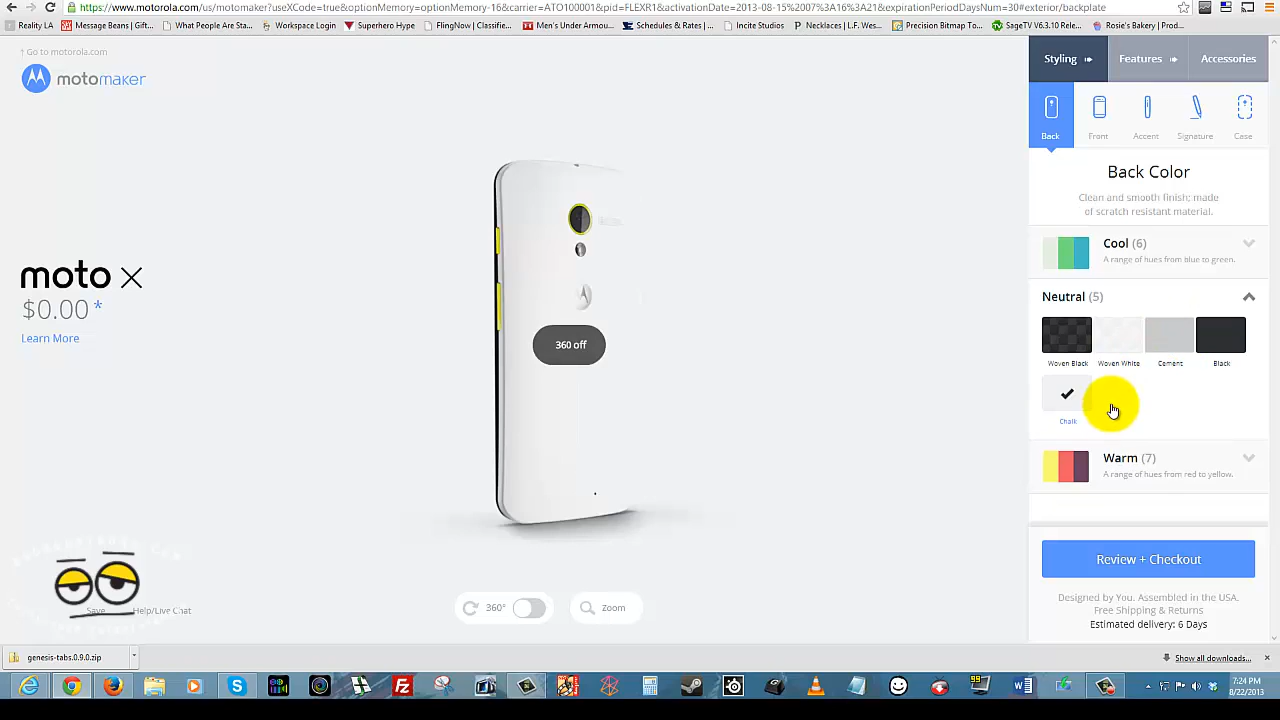 https://www.motorola.com/us/motomaker?useXCode=true&optionMemory=optionMemory-16&carrier=ATO100001&pid=FLEXR1&activationDate=2013-08-15%2007%3A16%3A21&expirationPeriodDaysNum=30#exterior/backplate
Reality LA
Message Beans | Gift...
What People Are Sta...
Workspace Login
Superhero Hype
BingNow | Classifie...
Men's Inder Armour...
Schedules & Rates | ...
Incite Studios
Necklaces | L.F. Wes...
Precision Bitmap To...
SageTV V6.3.10 Rele...
Rosie's Bakery | Prod...
↑ Go to motorola.com
motomaker
Styling
Features
Accessories
Back
Front
Accent
Signature
Case
Back Color
Clean and smooth finish; made
of scratch resistant material.
Cool (6)
A range of hues from blue to green.
Neutral (5)
Woven Black
Woven White
Cement
Black
Chalk
Warm (7)
A range of hues from red to yellow.
moto X
$0.00 *
Learn More
360 off
360°
Zoom
Save
Help/Live Chat
Review + Checkout
Designed by You. Assembled in the USA.
Free Shipping & Returns
Estimated delivery: 6 Days
genesis-tabs.0.9.0.zip
Show all downloads...
99
7:24 PM
8/22/2013